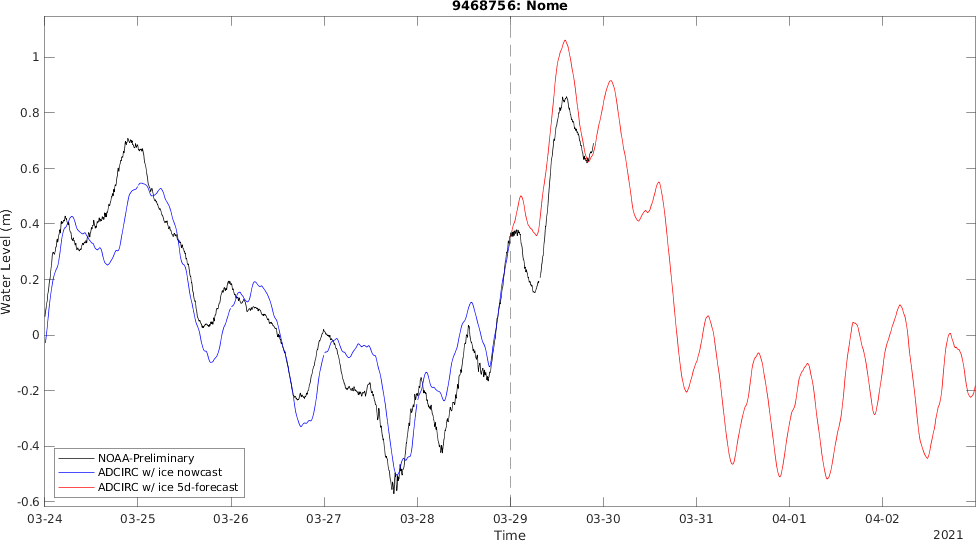 9468756: Nome
Water Level (m)
1
0.8
0.6
0.4
0.2
0
-0.2
-0.4
-0.6
NOAA-Preliminary
ADCIRC w/ ice nowcast
ADCIRC w/ ice 5d-forecast
03-24 03-25 03-26 03-27 03-28 03-29 03-30 03-31 04-01 04-02
Time
2021